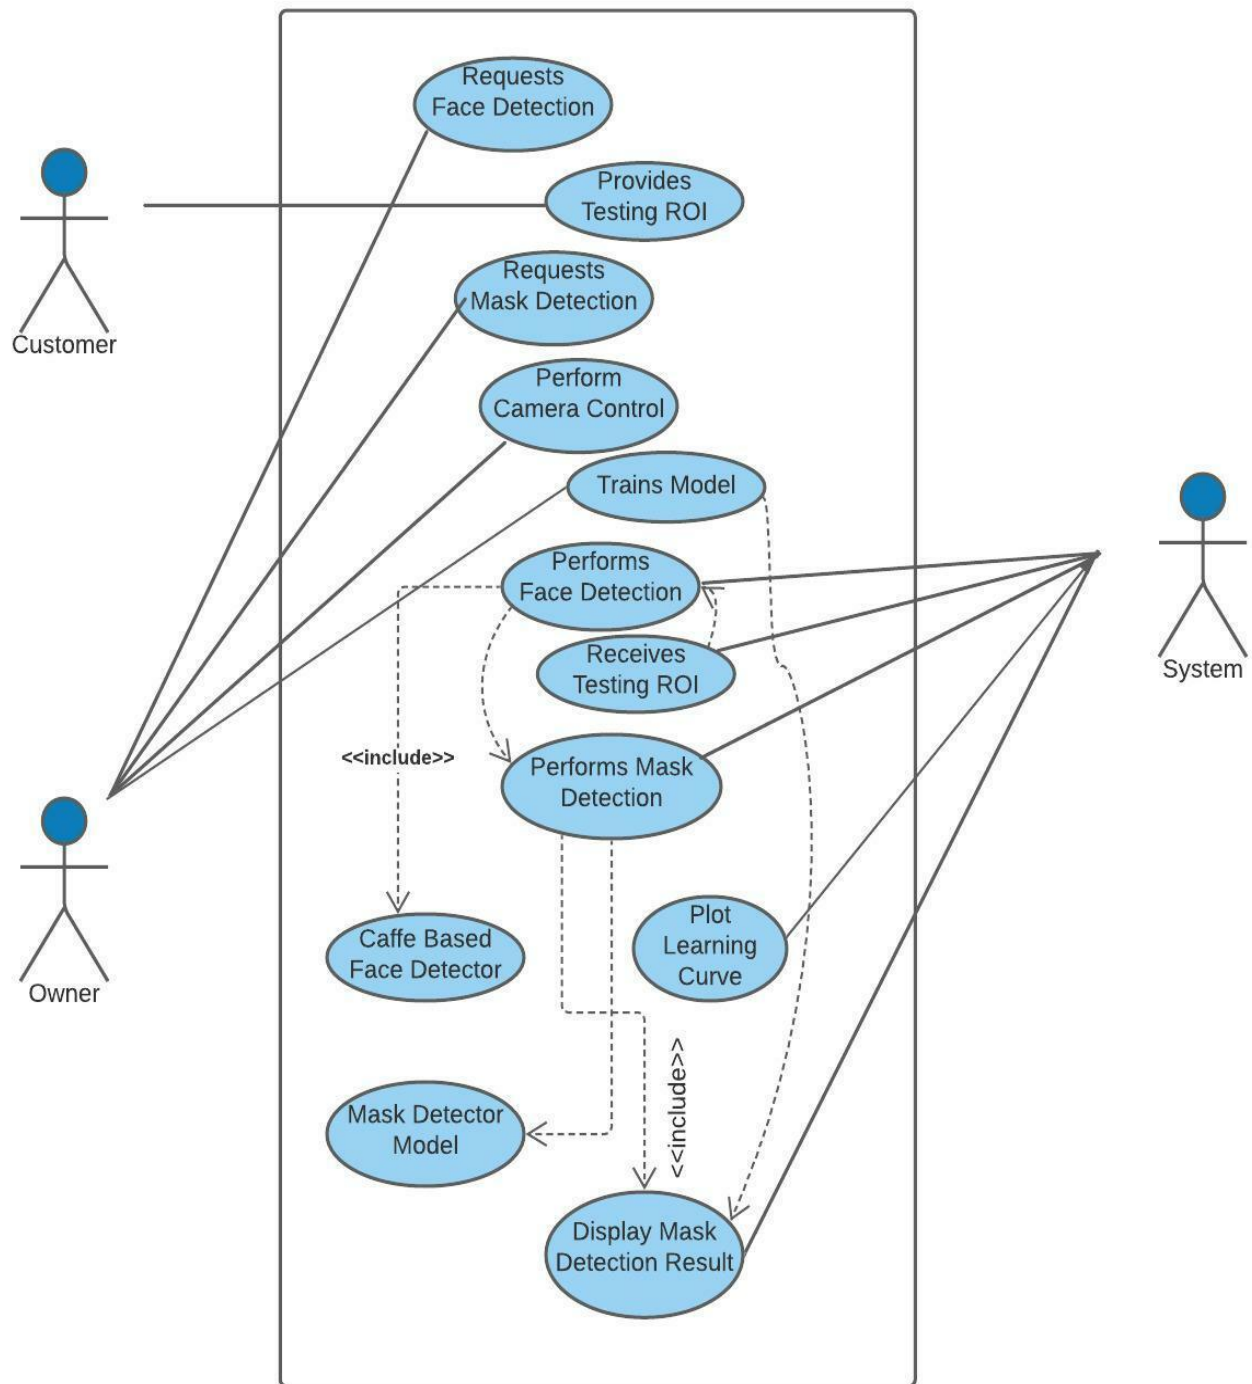 Requests
Face Detection
Provides
Testing ROI
Requests
Mask Detection
Customer
Perform
Camera Control
Trains Model
Performs
Face Detection
Receives
Testing ROI
System
<<include>>
Performs Mask
Detection
Caffe Based
Face Detector
Plot
Learning
Curve
Owner
<<include>>
Mask Detector
Model
Display Mask
Detection Result